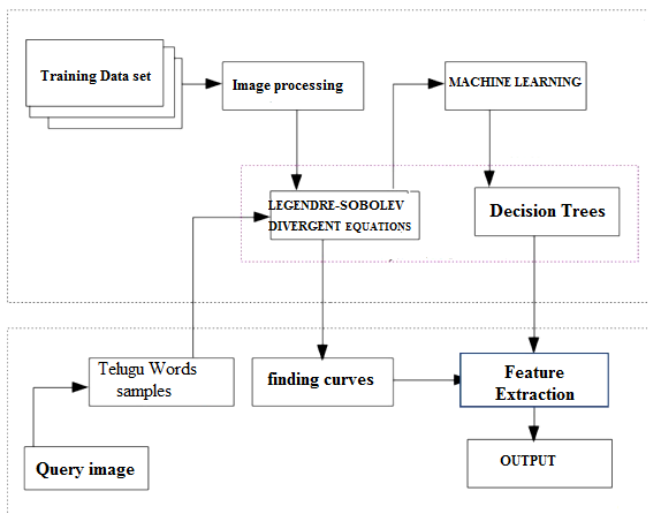 Training Data set
Image processing
MACHINE LEARNING
LEGENDRE-SOBOLEV
DIVERGENT EQUATIONS
Decision Trees
Telugu Words
samples
finding curves
Feature
Extraction
Query image
OUTPUT